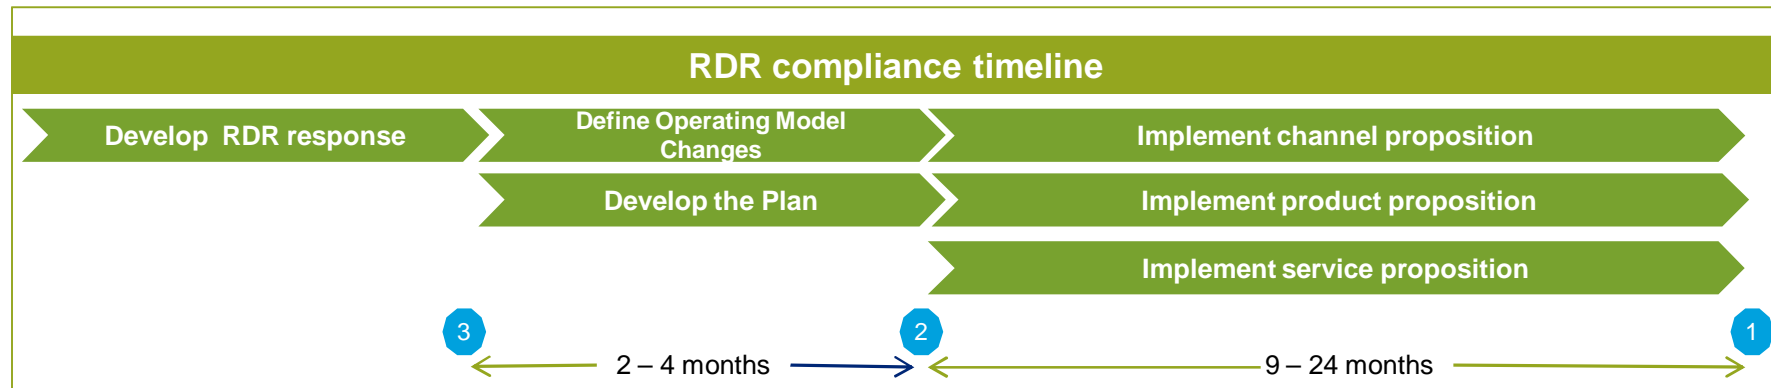 RDR compliance timeline
Develop RDR response
Define Operating Model
Changes
Implement channel proposition
Develop the Plan
Implement product proposition
Implement service proposition
3
2
1
2 – 4 months
9 – 24 months